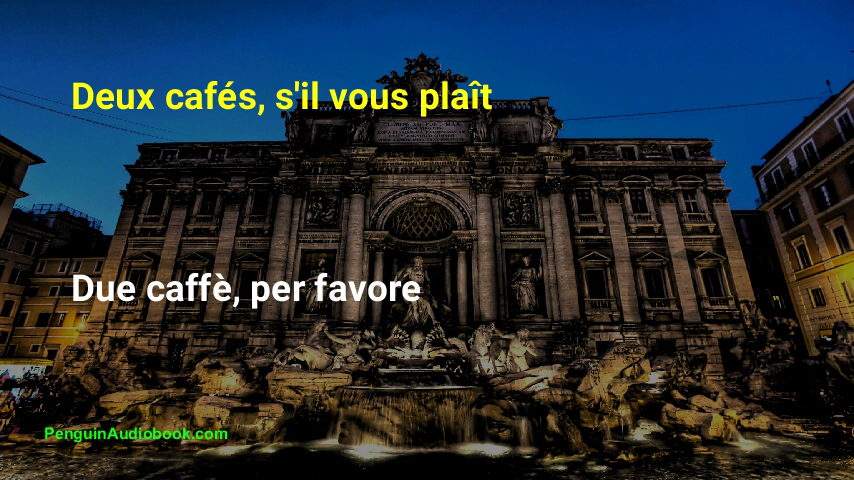 Deux cafés, s'il vous plaît
Due caffè, per favore
PenguinAudiobook.com